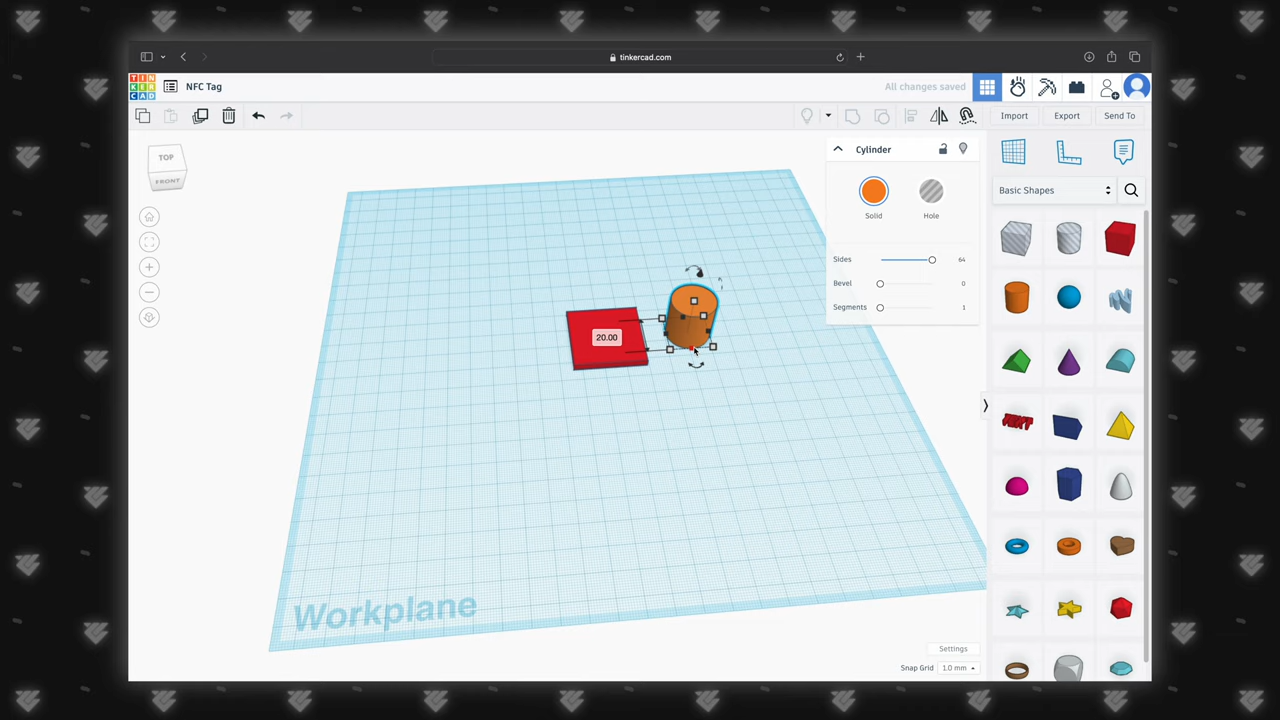 tinkercad.com
TIN
KER
CAD
NFC Tag
All changes saved
Import
Export
Send To
TOP
FRONT
Cylinder
Solid
Hole
Sides
64
Bevel
0
Segments
1
Basic Shapes
20.00
Workplane
Settings
Snap Grid
1.0 mm